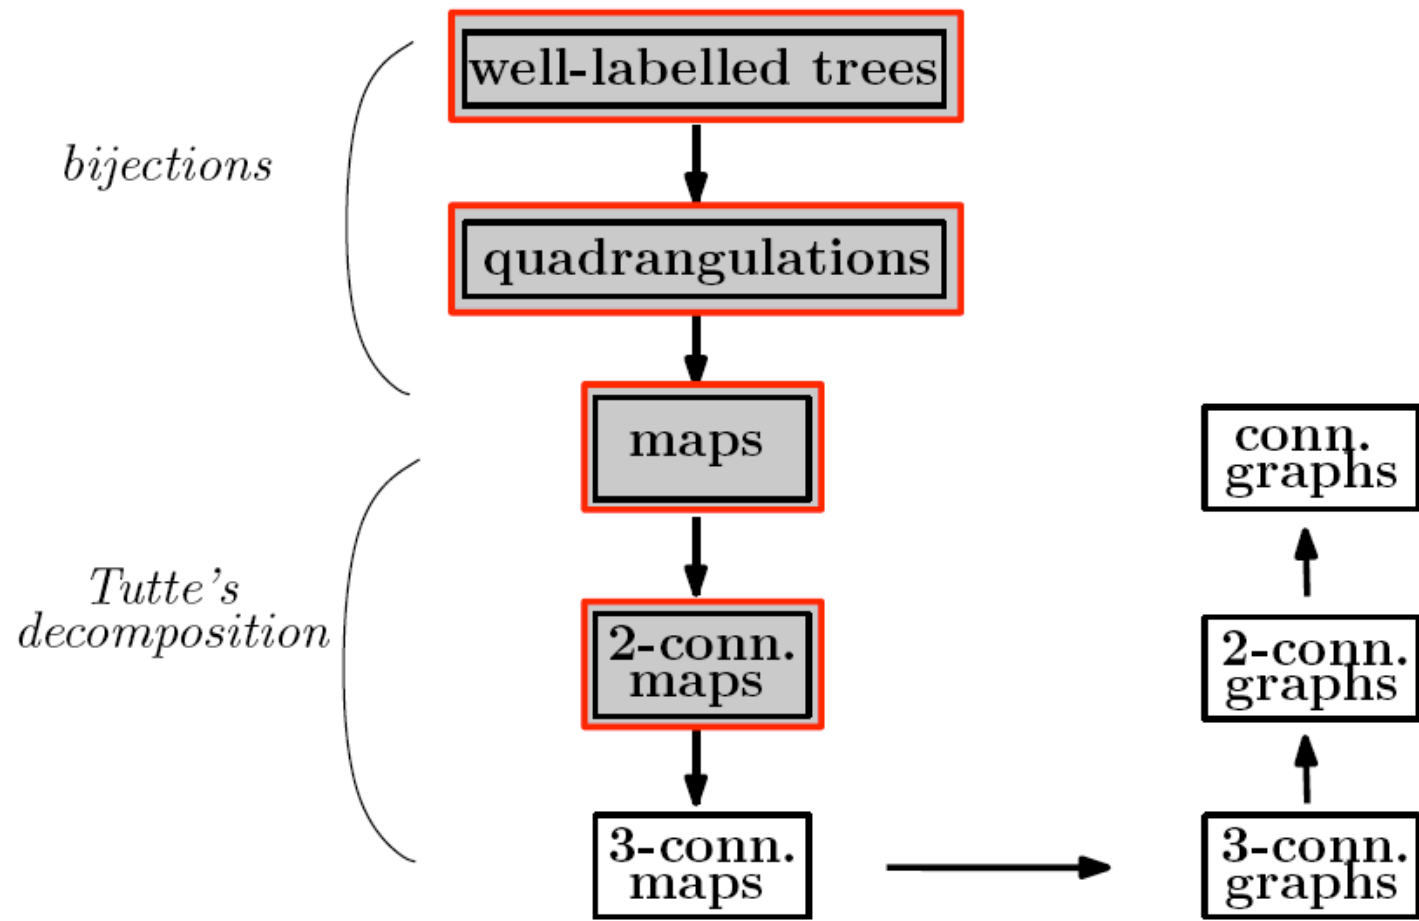 well-labelled trees
bijections
quadrangulations
maps
conn.
graphs
Tutte's
decomposition
2-conn.
maps
2-conn.
graphs
3-conn.
maps
3-conn.
graphs